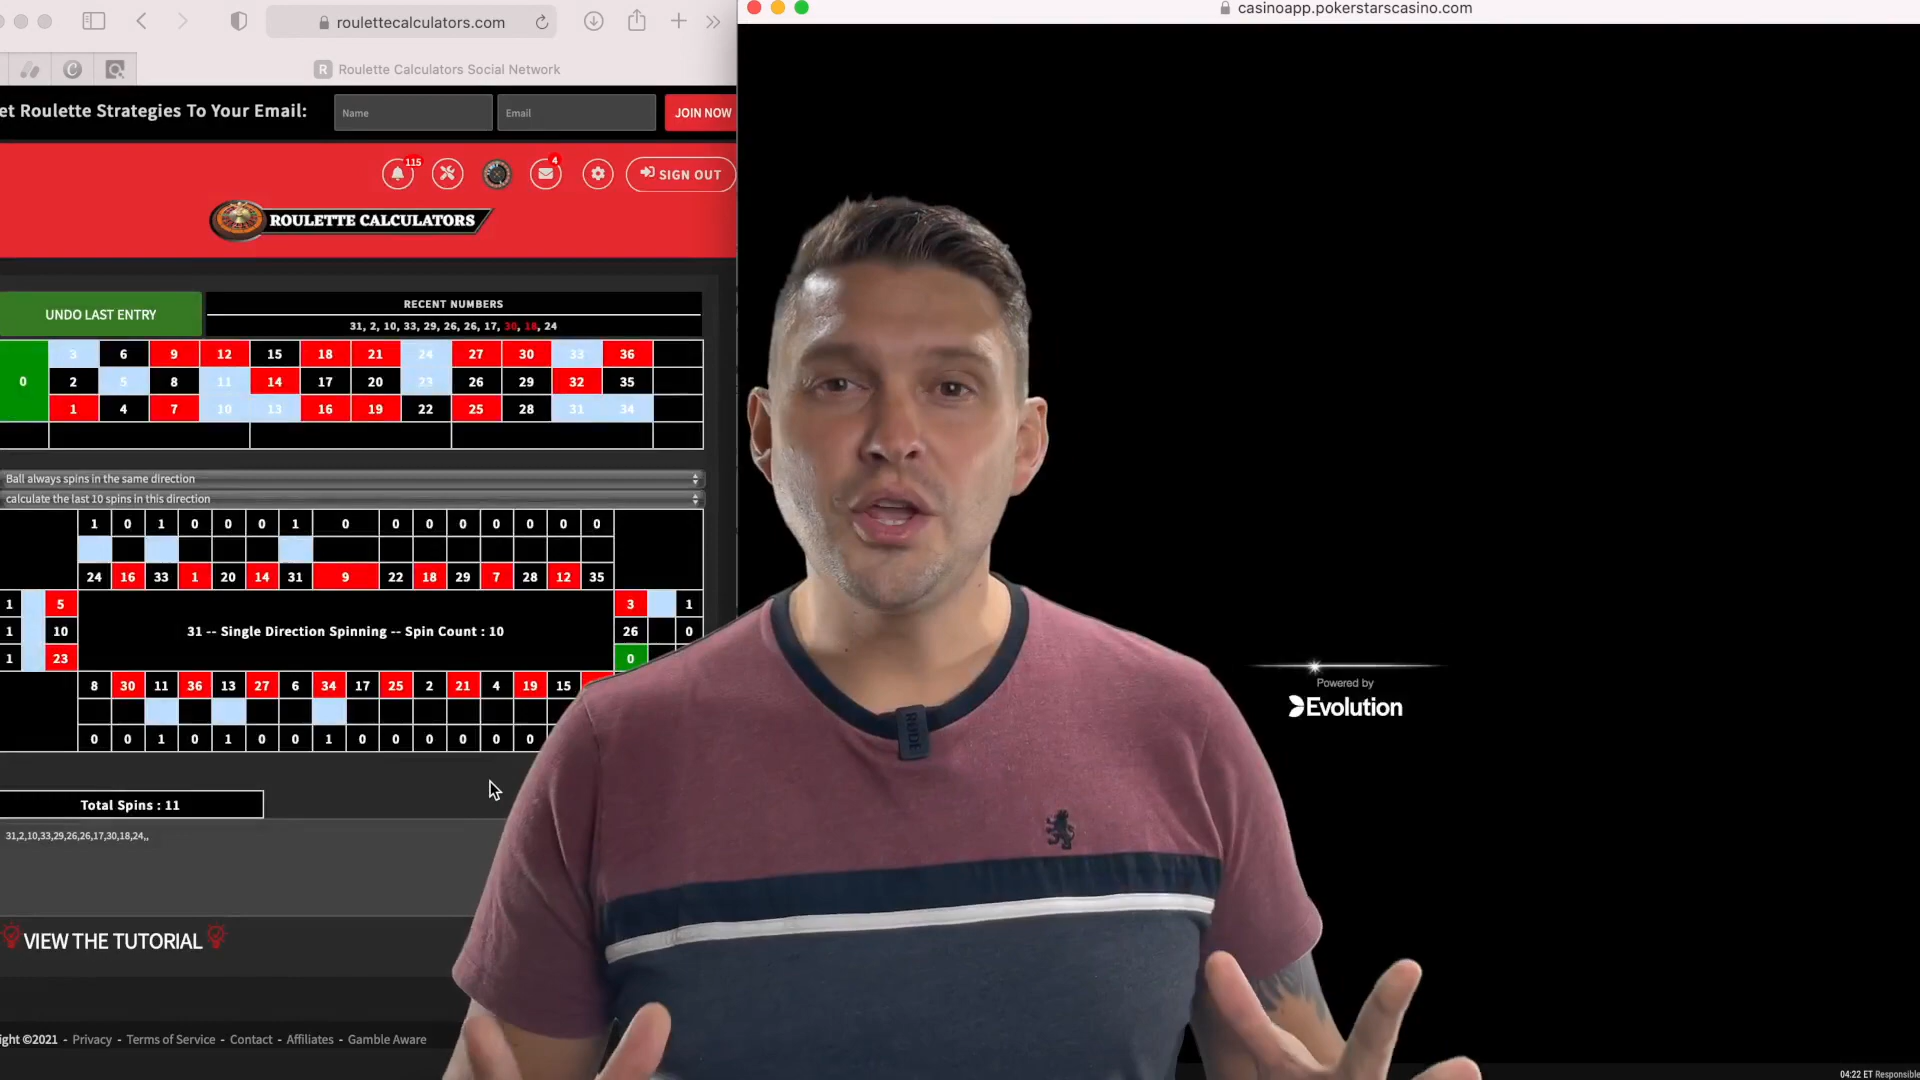 roulettecalculators.com
casinoapp.pokerstarscasino.com
R Roulette Calculators Social Network
et Roulette Strategies To Your Email:
Name
Email
JOIN NOW
115
4
SIGN OUT
ROULETTE CALCULATORS
UNDO LAST ENTRY
RECENT NUMBERS
31, 2, 10, 33, 29, 26, 26, 17, 30, 18, 24
3 6 9 12 15 18 21 24 27 30 33 36
0 2 5 8 11 14 17 20 23 26 29 32 35
1 4 7 10 13 16 19 22 25 28 31 34
Ball always spins in the same direction
calculate the last 10 spins in this direction
1 0 1 0 0 0 1 0 0 0 0 0 0 0 0
24 16 33 1 20 14 31 9 22 18 29 7 28 12 35
1 5 3 1
1 10 31 -- Single Direction Spinning -- Spin Count : 10 26 0
1 23 0
8 30 11 36 13 27 6 34 17 25 2 21 4 19 15
0 0 1 0 1 0 0 1 0 0 0 0 0 0
Total Spins : 11
31,2,10,33,29,26,26,17,30,18,24,,
VIEW THE TUTORIAL
ight ©2021 - Privacy - Terms of Service - Contact - Affiliates - Gamble Aware
RØDE
Powered by
Evolution
04:22 ET Responsible